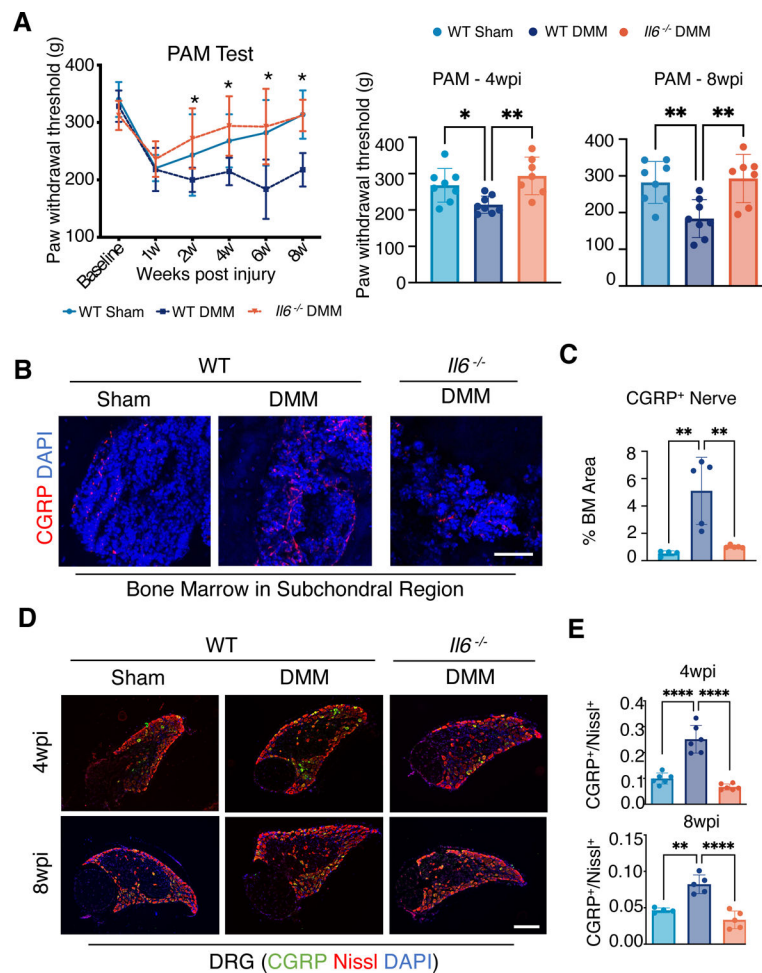 A
WT Sham WT DMM Il6 -/- DMM
PAM Test
Paw withdrawal threshold (g)
400
300
200
100
* * * *
Baseline 1w 2w 4w 6w 8w
Weeks post injury
WT Sham WT DMM Il6 -/- DMM
PAM - 4wpi
Paw withdrawal threshold (g)
400
300
200
100
0
* **
PAM - 8wpi
400
300
200
100
0
** **
B
WT Il6 -/-
Sham DMM DMM
CGRP DAPI
Bone Marrow in Subchondral Region
C
CGRP+ Nerve
% BM Area
8
6
4
2
0
** **
D
WT Il6 -/-
Sham DMM DMM
4wpi
8wpi
DRG (CGRP Nissl DAPI)
E
4wpi
CGRP+/Nissl+
0.4
0.3
0.2
0.1
0.0
**** ****
8wpi
CGRP+/Nissl+
0.15
0.10
0.05
0.00
** ****